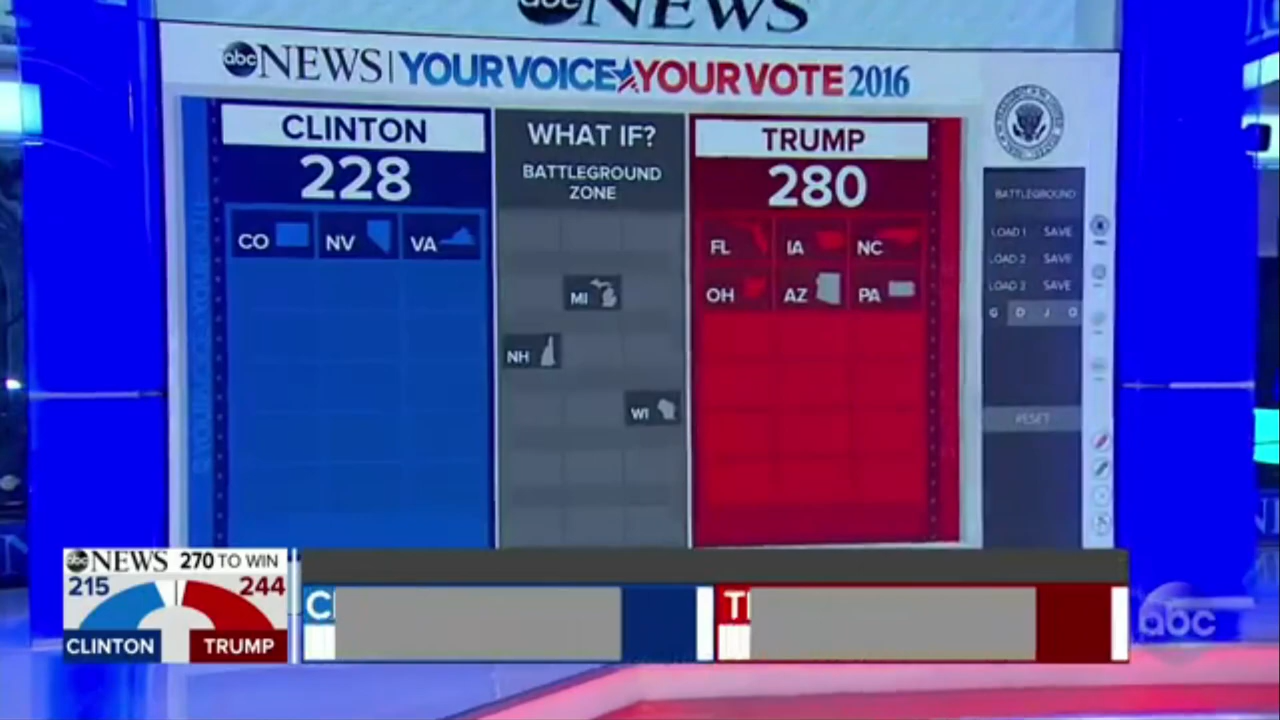 abc NEWS
abc NEWS | YOUR VOICE YOUR VOTE 2016
CLINTON
228
CO NV VA
WHAT IF?
BATTLEGROUND
ZONE
MI
NH
WI
TRUMP
280
FL IA NC
OH AZ PA
BATTLEGROUND
LOAD 1 SAVE
LOAD 2 SAVE
LOAD 3 SAVE
G D J O
RESET
abc NEWS 270 TO WIN
215 244
CLINTON TRUMP
abc